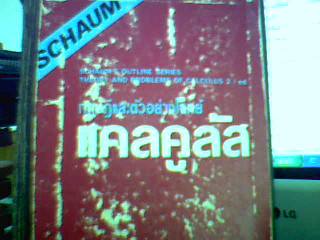 SCHAUM
SCHAUM'S OUTLINE SERIES
THEORY AND PROBLEMS OF CALCULUS 2 / ed
ทฤษฎีและตัวอย่างโจทย์
แคลคูลัส
LG